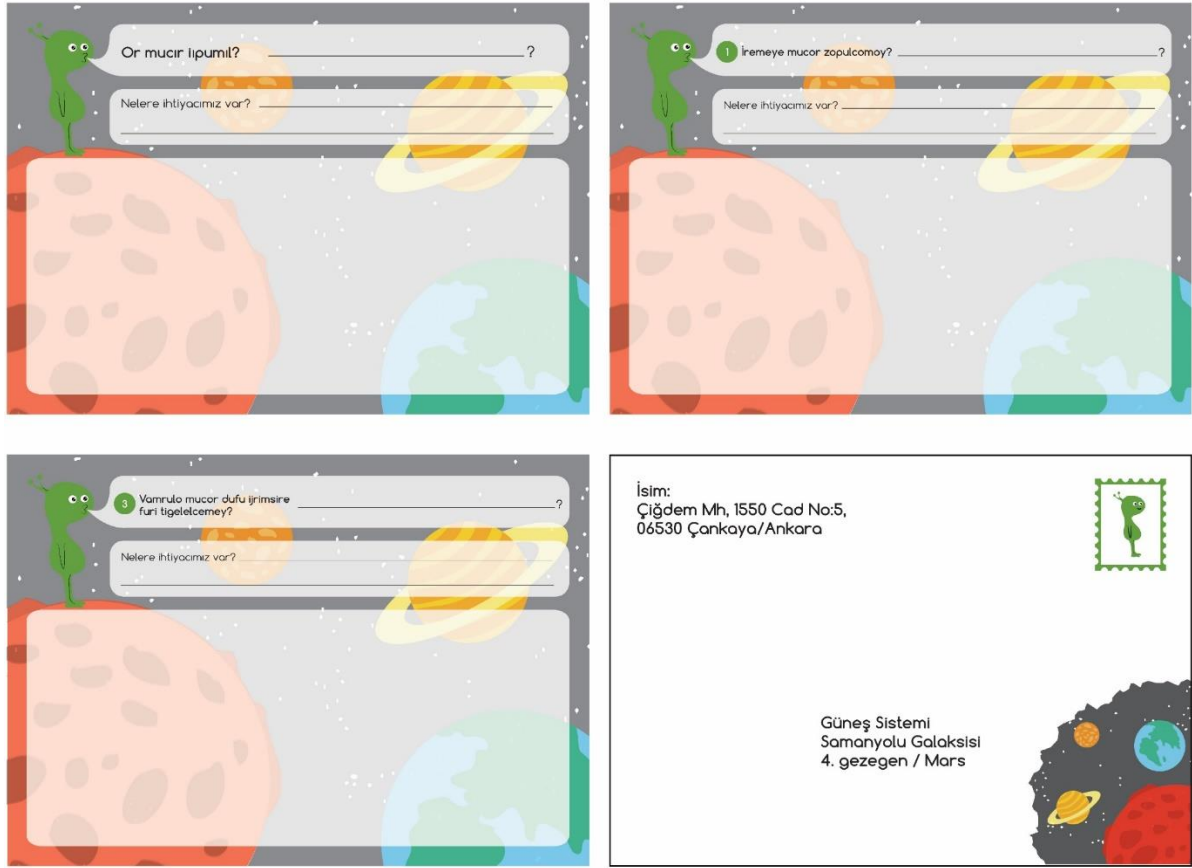 Or mucır lıpumıl? ?
Nelere ihtiyacımız var?
1 İremeye mucor zopulcomoy? ?
Nelere ihtiyacımız var?
3 Vamrulo mucor dufu ijrimsire
furi tigelelcemey? ?
Nelere ihtiyacımız var?
İsim:
Çiğdem Mh, 1550 Cad No:5,
06530 Çankaya/Ankara
Güneş Sistemi
Samanyolu Galaksisi
4. gezegen / Mars